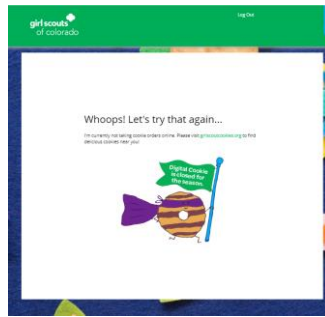 girl scouts
of colorado
Log Out
Whoops! Let's try that again...
I'm currently not taking cookie orders online. Please visit girlscoutcookies.org to find
delicious cookies near you!
Digital Cookie
is closed for
the season.